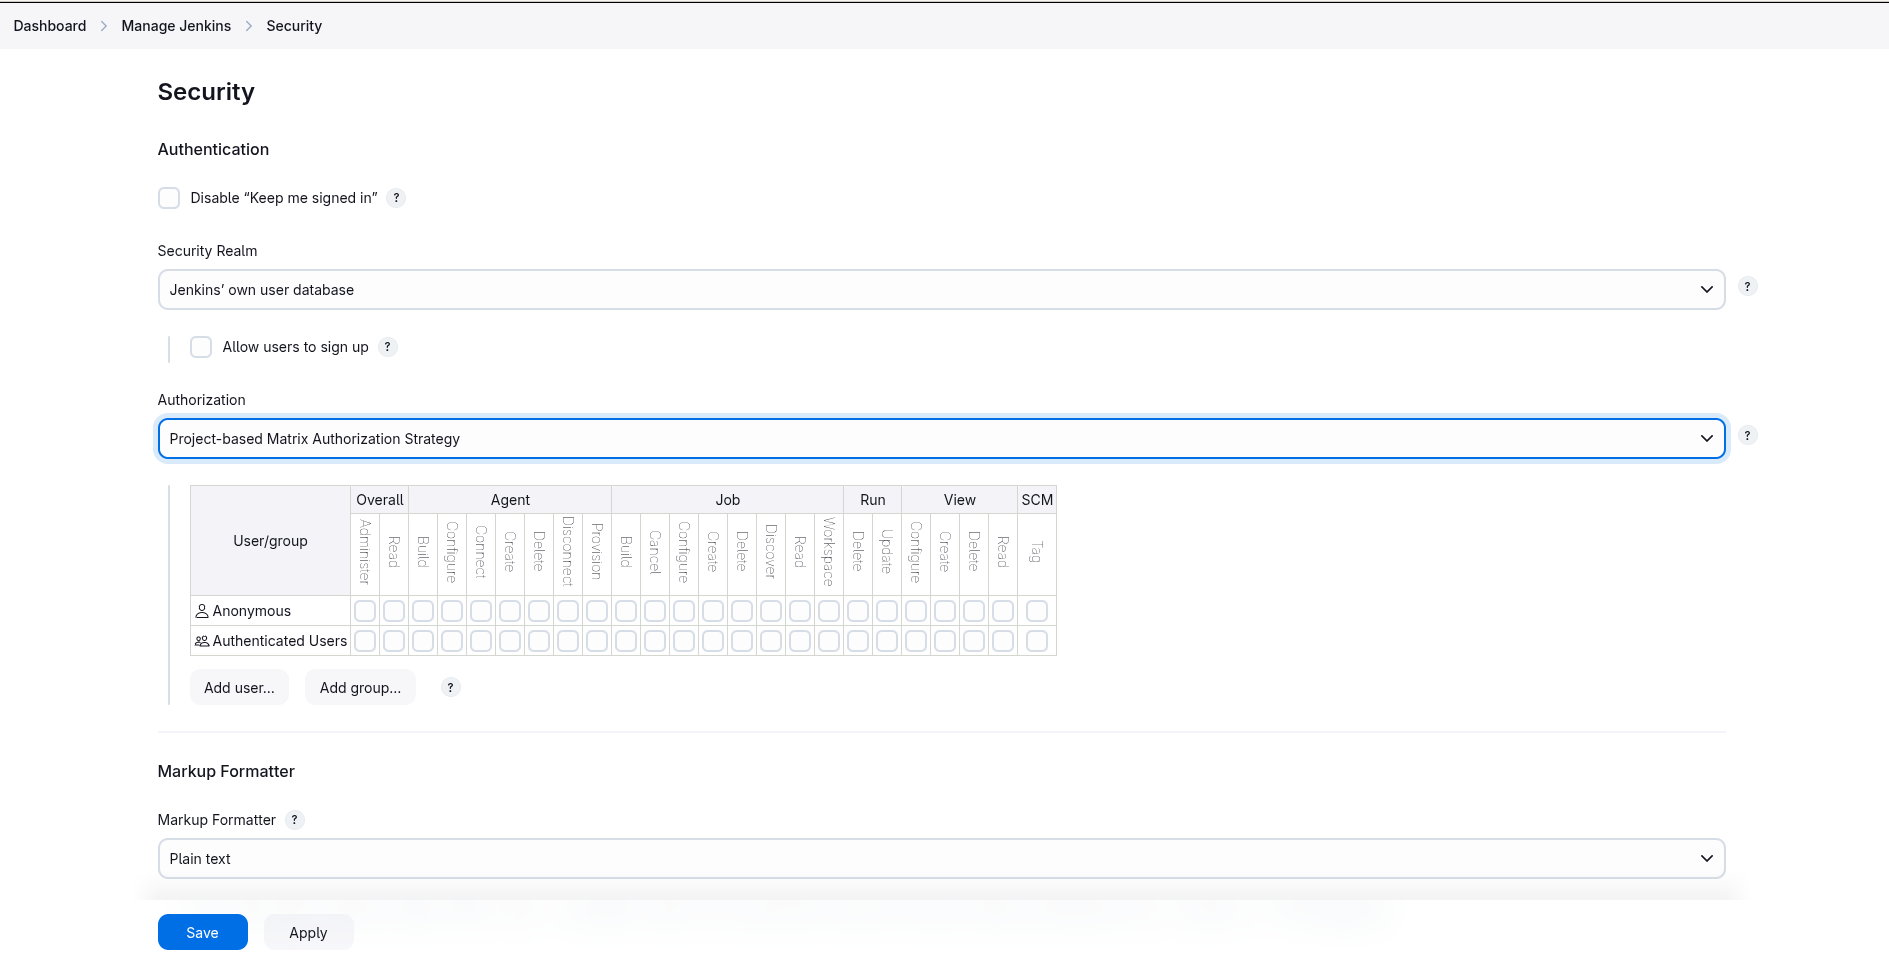 Dashboard > Manage Jenkins > Security
Security
Authentication
Disable “Keep me signed in” ?
Security Realm
Jenkins’ own user database ?
Allow users to sign up ?
Authorization
Project-based Matrix Authorization Strategy ?
User/group Overall Agent Job Run View SCM
Administer Read Build Configure Connect Create Delete Disconnect Provision Build Cancel Configure Create Delete Discover Read Workspace Delete Update Configure Create Delete Read Tag
Anonymous
Authenticated Users
Add user... Add group... ?
Markup Formatter
Markup Formatter ?
Plain text
Save Apply